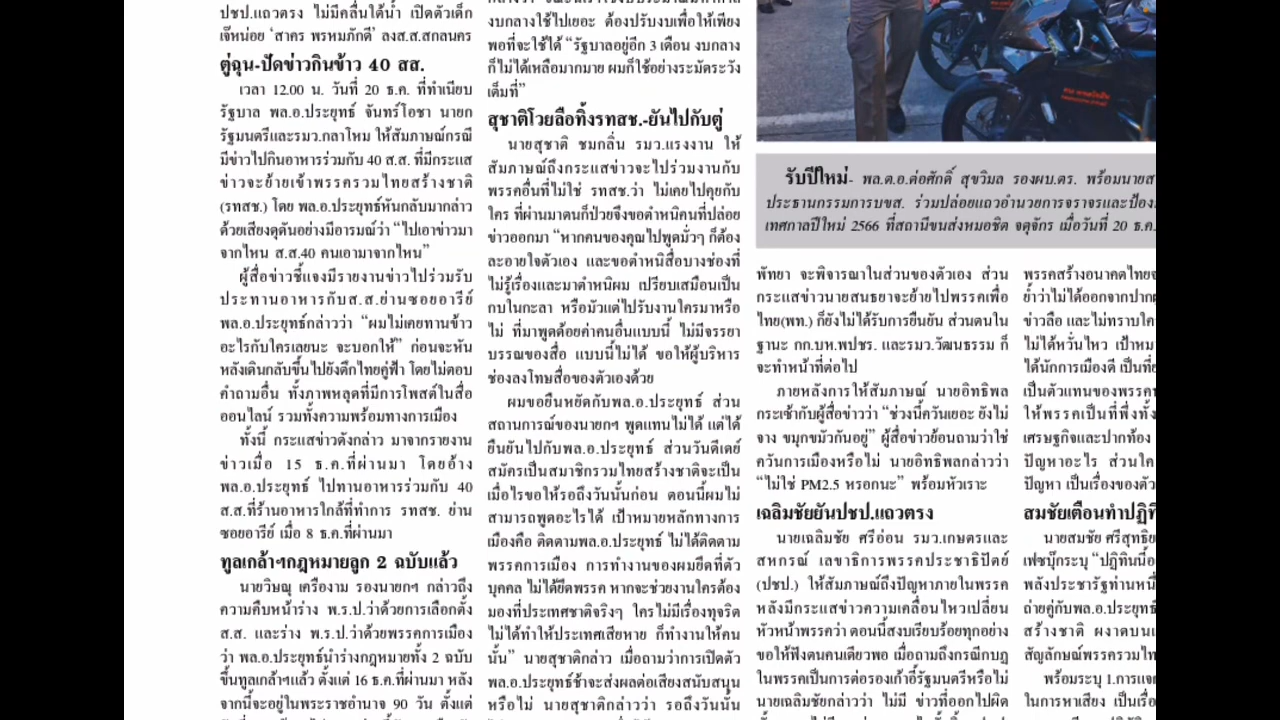 ปชป.แถวตรง ไม่มีคลื่นใต้น้ำ เปิดตัวเด็ก
เจ๊หน่อย ‘สาคร พรหมภักดี’ ลงส.ส.สกลนคร
ตู่ฉุน-ปัดข่าวกินข้าว 40 สส.
เวลา 12.00 น. วันที่ 20 ธ.ค. ที่ทำเนียบ
รัฐบาล พล.อ.ประยุทธ์ จันทร์โอชา นายก
รัฐมนตรีและรมว.กลาโหม ให้สัมภาษณ์กรณี
มีข่าวไปกินอาหารร่วมกับ 40 ส.ส. ที่มีกระแส
ข่าวจะย้ายเข้าพรรครวมไทยสร้างชาติ
(รทสช.) โดย พล.อ.ประยุทธ์หันกลับมากล่าว
ด้วยเสียงดุดันอย่างมีอารมณ์ว่า “ไปเอาข่าวมา
จากไหน ส.ส.40 คนเอามาจากไหน”
ผู้สื่อข่าวชี้แจงมีรายงานข่าวไปร่วมรับ
ประทานอาหารกับส.ส.ย่านซอยอารีย์
พล.อ.ประยุทธ์กล่าวว่า “ผมไม่เคยทานข้าว
อะไรกับใครเลยนะ จะบอกให้” ก่อนจะหัน
หลังเดินกลับขึ้นไปยังตึกไทยคู่ฟ้า โดยไม่ตอบ
คำถามอื่น ทั้งภาพหลุดที่มีการโพสต์ในสื่อ
ออนไลน์ รวมทั้งความพร้อมทางการเมือง
ทั้งนี้ กระแสข่าวดังกล่าว มาจากรายงาน
ข่าวเมื่อ 15 ธ.ค.ที่ผ่านมา โดยอ้าง
พล.อ.ประยุทธ์ ไปทานอาหารร่วมกับ 40
ส.ส.ที่ร้านอาหารใกล้ที่ทำการ รทสช. ย่าน
ซอยอารีย์ เมื่อ 8 ธ.ค.ที่ผ่านมา
ทูลเกล้าฯกฎหมายลูก 2 ฉบับแล้ว
นายวิษณุ เครืองาม รองนายกฯ กล่าวถึง
ความคืบหน้าร่าง พ.ร.ป.ว่าด้วยการเลือกตั้ง
ส.ส. และร่าง พ.ร.ป.ว่าด้วยพรรคการเมือง
ว่า พล.อ.ประยุทธ์นำร่างกฎหมายทั้ง 2 ฉบับ
ขึ้นทูลเกล้าฯแล้ว ตั้งแต่ 16 ธ.ค.ที่ผ่านมา หลัง
จากนี้จะอยู่ในพระราชอำนาจ 90 วัน ตั้งแต่
งบกลางใช้ไปเยอะ ต้องปรับงบเพื่อให้เพียง
พอที่จะใช้ได้ “รัฐบาลอยู่อีก 3 เดือน งบกลาง
ก็ไม่ได้เหลือมากมาย ผมก็ใช้อย่างระมัดระวัง
เต็มที่”
สุชาติโวยลือทิ้งรทสช.-ยันไปกับตู่
นายสุชาติ ชมกลิ่น รมว.แรงงาน ให้
สัมภาษณ์ถึงกระแสข่าวจะไปร่วมงานกับ
พรรคอื่นที่ไม่ใช่ รทสช.ว่า ไม่เคยไปคุยกับ
ใคร ที่ผ่านมาตนก็ป่วยจึงขอตำหนิคนที่ปล่อย
ข่าวออกมา “หากคนของคุณไปพูดมั่วๆ ก็ต้อง
ละอายใจตัวเอง และขอตำหนิสื่อบางช่องที่
ไม่รู้เรื่องและมาตำหนิผม เปรียบเสมือนเป็น
กบในกะลา หรือมัวแต่ไปรับงานใครมาหรือ
ไม่ ที่มาพูดด้อยค่าคนอื่นแบบนี้ ไม่มีจรรยา
บรรณของสื่อ แบบนี้ไม่ได้ ขอให้ผู้บริหาร
ช่องลงโทษสื่อของตัวเองด้วย
ผมขอยืนหยัดกับพล.อ.ประยุทธ์ ส่วน
สถานการณ์ของนายกฯ พูดแทนไม่ได้ แต่ได้
ยืนยันไปกับพล.อ.ประยุทธ์ ส่วนวันดีเดย์
สมัครเป็นสมาชิกรวมไทยสร้างชาติจะเป็น
เมื่อไรขอให้รอถึงวันนั้นก่อน ตอนนี้ผมไม่
สามารถพูดอะไรได้ เป้าหมายหลักทางการ
เมืองคือ ติดตามพล.อ.ประยุทธ์ ไม่ได้ติดตาม
พรรคการเมือง การทำงานของผมยึดที่ตัว
บุคคล ไม่ได้ยึดพรรค หากจะช่วยงานใครต้อง
มองที่ประเทศชาติจริงๆ ใครไม่มีเรื่องทุจริต
ไม่ได้ทำให้ประเทศเสียหาย ก็ทำงานให้คน
นั้น” นายสุชาติกล่าว เมื่อถามว่าการเปิดตัว
พล.อ.ประยุทธ์ช้าจะส่งผลต่อเสียงสนับสนุน
หรือไม่ นายสุชาติกล่าวว่า รอถึงวันนั้น
รับปีใหม่- พล.ต.อ.ต่อศักดิ์ สุขวิมล รองผบ.ตร. พร้อมนายส
ประธานกรรมการบขส. ร่วมปล่อยแถวอำนวยการจราจรและป้อง
เทศกาลปีใหม่ 2566 ที่สถานีขนส่งหมอชิต จตุจักร เมื่อวันที่ 20 ธ.ค.
พัทยา จะพิจารณาในส่วนของตัวเอง ส่วน
กระแสข่าวนายสนธยาจะย้ายไปพรรคเพื่อ
ไทย(พท.) ก็ยังไม่ได้รับการยืนยัน ส่วนตนใน
ฐานะ กก.บห.พปชร. และรมว.วัฒนธรรม ก็
จะทำหน้าที่ต่อไป
ภายหลังการให้สัมภาษณ์ นายอิทธิพล
กระเซ้ากับผู้สื่อข่าวว่า “ช่วงนี้ควันเยอะ ยังไม่
จาง ขมุกขมัวกันอยู่” ผู้สื่อข่าวย้อนถามว่าใช่
ควันการเมืองหรือไม่ นายอิทธิพลกล่าวว่า
“ไม่ใช่ PM2.5 หรอกนะ” พร้อมหัวเราะ
เฉลิมชัยยันปชป.แถวตรง
นายเฉลิมชัย ศรีอ่อน รมว.เกษตรและ
สหกรณ์ เลขาธิการพรรคประชาธิปัตย์
(ปชป.) ให้สัมภาษณ์ถึงปัญหาภายในพรรค
หลังมีกระแสข่าวความเคลื่อนไหวเปลี่ยน
หัวหน้าพรรคว่า ตอนนี้สงบเรียบร้อยทุกอย่าง
ขอให้ฟังตนคนเดียวพอ เมื่อถามถึงกรณีกบฏ
ในพรรคเป็นการต่อรองเก้าอี้รัฐมนตรีหรือไม่
นายเฉลิมชัยกล่าวว่า ไม่มี ข่าวที่ออกไปผิด
พรรคสร้างอนาคตไทย
ย้ำว่าไม่ได้ออกจากปาก
ข่าวลือ และไม่ทราบใคร
ไม่ได้หวั่นไหว เป้าหม
ได้นักการเมืองดี เป็นที่
เป็นตัวแทนของพรรค
ให้พรรคเป็นที่พึ่งทั้ง
เศรษฐกิจและปากท้อง
ปัญหาอะไร ส่วนใค
ปัญหา เป็นเรื่องของตัว
สมชัยเตือนทำปฏิทิ
นายสมชัย ศรีสุทธิย
เฟซบุ๊กระบุ “ปฏิทินนี้อ
พลังประชารัฐท่านหนึ่
ถ่ายคู่กับพล.อ.ประยุทธ์
สร้างชาติ ผงาดบนเ
สัญลักษณ์พรรครวมไท
พร้อมระบุ 1.การแจก
ในการหาเสียง เป็นเรื่อ